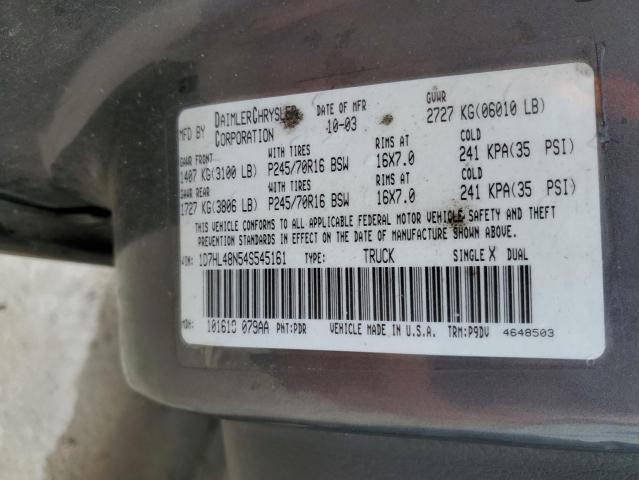 MFD BY DAIMLERCHRYSLER CORPORATION DATE OF MFR 10-03 GVWR 2727 KG(06010 LB)
GAWR FRONT WITH TIRES RIMS AT COLD
1407 KG(3100 LB) P245/70R16 BSW 16X7.0 241 KPA(35 PSI)
GAWR REAR WITH TIRES RIMS AT COLD
1727 KG(3806 LB) P245/70R16 BSW 16X7.0 241 KPA(35 PSI)
THIS VEHICLE CONFORMS TO ALL APPLICABLE FEDERAL MOTOR VEHICLE SAFETY AND THEFT
PREVENTION STANDARDS IN EFFECT ON THE DATE OF MANUFACTURE SHOWN ABOVE.
VIN: 1D7HL48N54S545161 TYPE: TRUCK SINGLE X DUAL
MDH: 101610 079AA PNT:PDR VEHICLE MADE IN U.S.A. TRM:P9DV 4648503